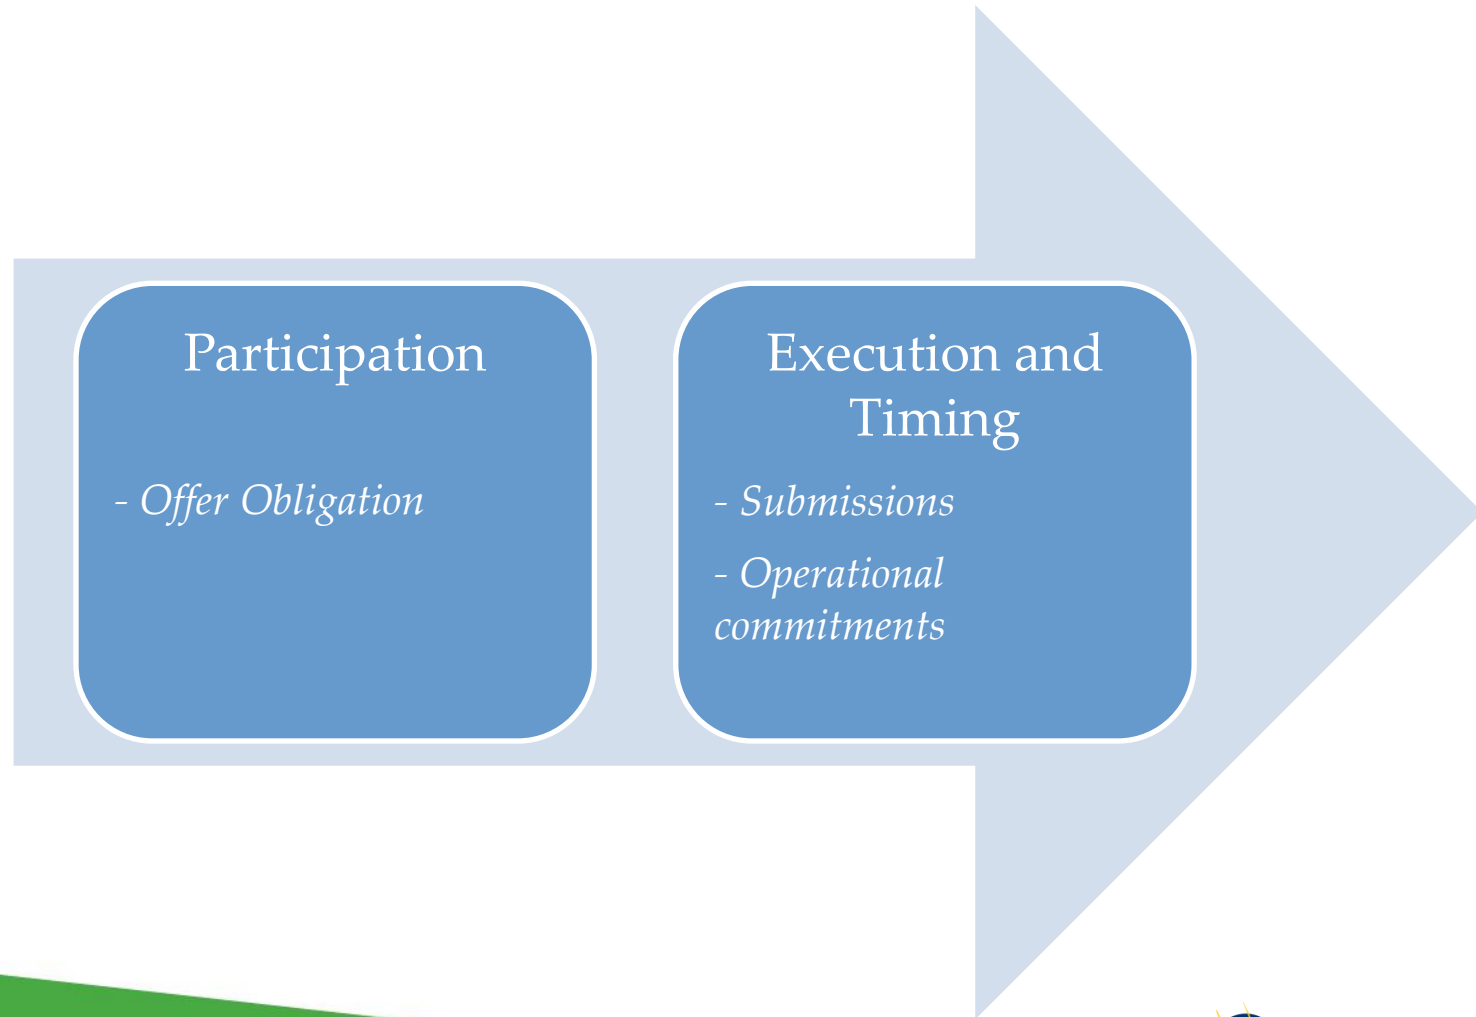 Participation
- Offer Obligation
Execution and
Timing
- Submissions
- Operational
commitments